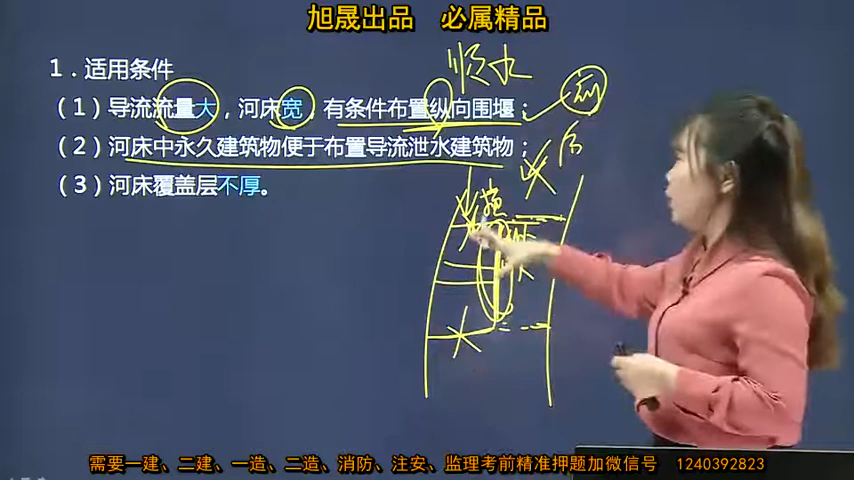 旭晟出品 必属精品
1．适用条件
（1）导流流量大，河床宽，有条件布置纵向围堰；
（2）河床中永久建筑物便于布置导流泄水建筑物；
（3）河床覆盖层不厚。
顺水
前
后
需要一建、二建、一造、二造、消防、注安、监理考前精准押题加微信号 1240392823